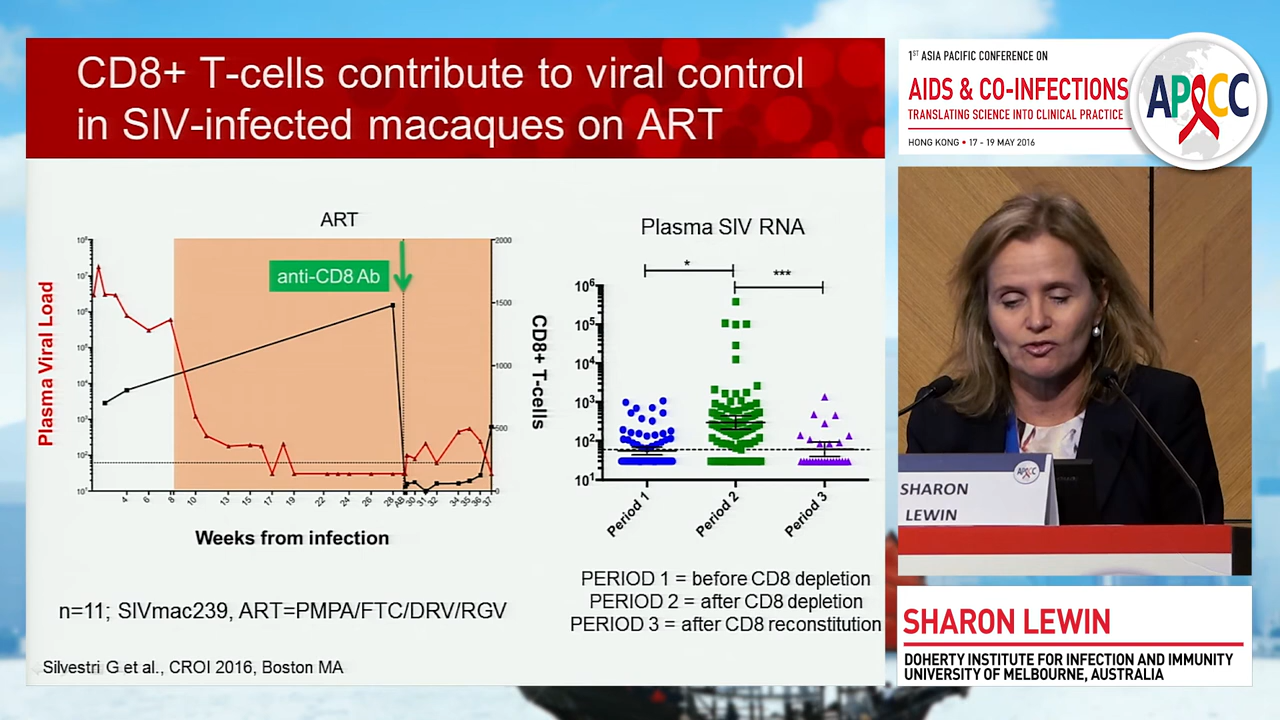 CD8+ T-cells contribute to viral control
in SIV-infected macaques on ART
ART
anti-CD8 Ab
Plasma Viral Load
CD8+ T-cells
2000
1500
1000
500
0
4 6 8 10 13 15 17 19 22 24 26 28 AB 30 31 32 34 35 36 37
Weeks from infection
n=11; SIVmac239, ART=PMPA/FTC/DRV/RGV
Silvestri G et al., CROI 2016, Boston MA
Plasma SIV RNA
*
***
10⁶
10⁵
10⁴
10³
10²
10¹
Period 1
Period 2
Period 3
PERIOD 1 = before CD8 depletion
PERIOD 2 = after CD8 depletion
PERIOD 3 = after CD8 reconstitution
1ST ASIA PACIFIC CONFERENCE ON
AIDS & CO-INFECTIONS
TRANSLATING SCIENCE INTO CLINICAL PRACTICE
HONG KONG • 17 - 19 MAY 2016
APACC
APACC
SHARON
LEWIN
SHARON LEWIN
DOHERTY INSTITUTE FOR INFECTION AND IMMUNITY
UNIVERSITY OF MELBOURNE, AUSTRALIA